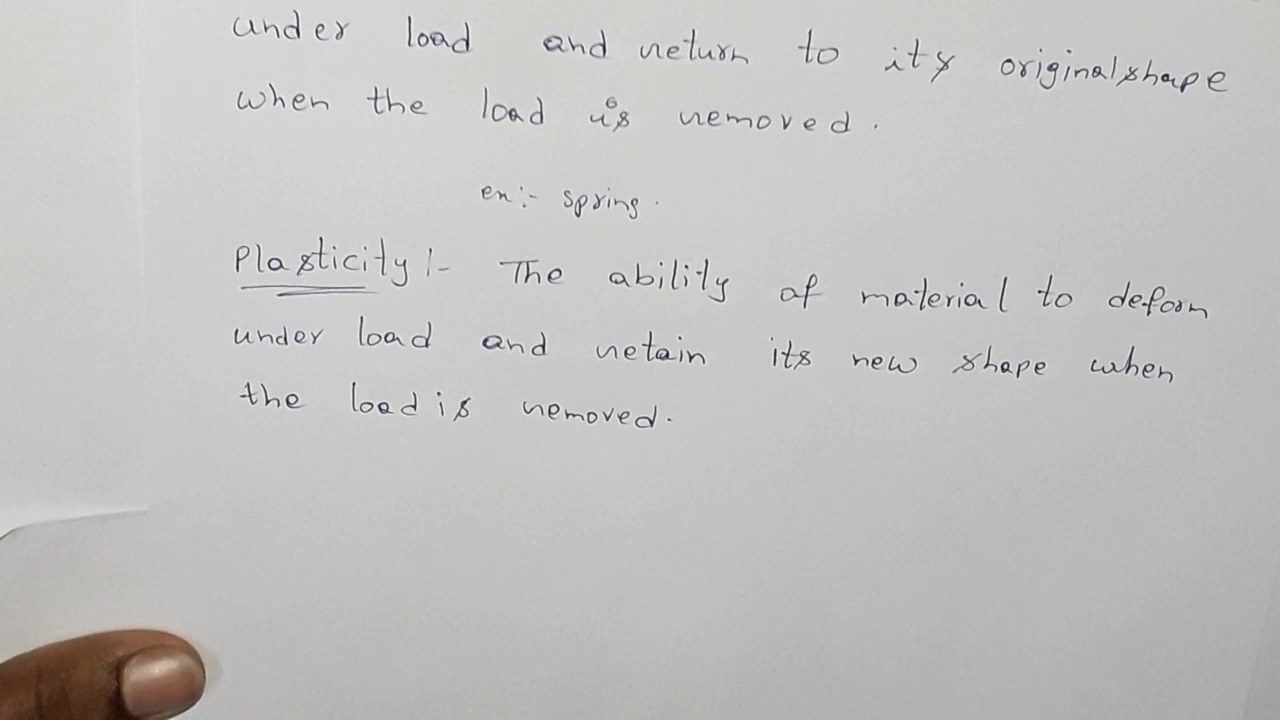 under load and return to its original shape
when the load is removed.
ex:- spring.
Plasticity :- The ability of material to deform
under load and retain its new shape when
the load is removed.